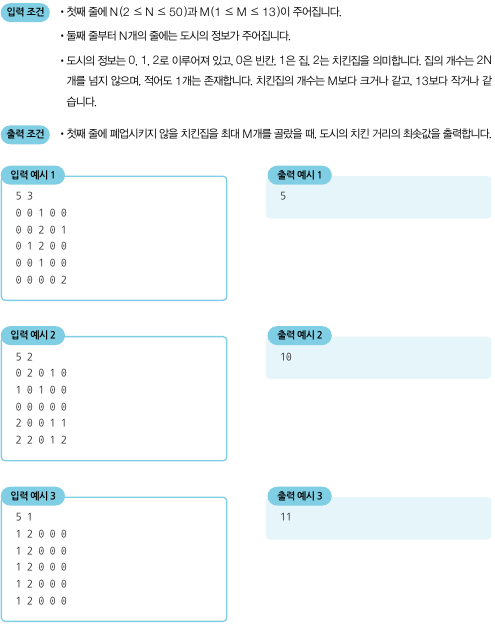 입력 조건
• 첫째 줄에 N(2 ≤ N ≤ 50)과 M(1 ≤ M ≤ 13)이 주어집니다.
• 둘째 줄부터 N개의 줄에는 도시의 정보가 주어집니다.
• 도시의 정보는 0, 1, 2로 이루어져 있고, 0은 빈칸, 1은 집, 2는 치킨집을 의미합니다. 집의 개수는 2N
개를 넘지 않으며, 적어도 1개는 존재합니다. 치킨집의 개수는 M보다 크거나 같고, 13보다 작거나 같
습니다.
출력 조건
• 첫째 줄에 폐업시키지 않을 치킨집을 최대 M개를 골랐을 때, 도시의 치킨 거리의 최솟값을 출력합니다.
입력 예시 1
5 3
0 0 1 0 0
0 0 2 0 1
0 1 2 0 0
0 0 1 0 0
0 0 0 0 2
출력 예시 1
5
입력 예시 2
5 2
0 2 0 1 0
1 0 1 0 0
0 0 0 0 0
2 0 0 1 1
2 2 0 1 2
출력 예시 2
10
입력 예시 3
5 1
1 2 0 0 0
1 2 0 0 0
1 2 0 0 0
1 2 0 0 0
1 2 0 0 0
출력 예시 3
11